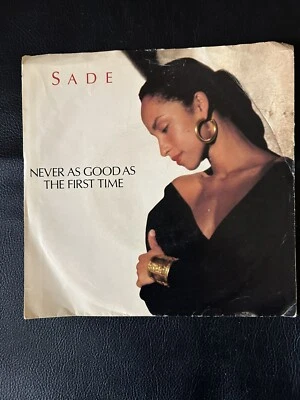 SADE
NEVER AS GOOD AS
THE FIRST TIME